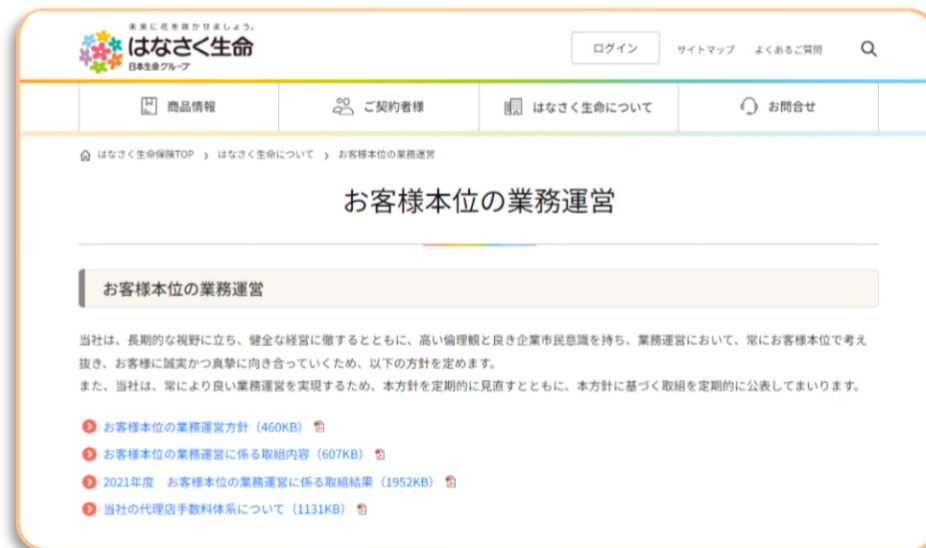 未来に花を咲かせましょう。
はなさく生命
日本生命グループ
ログイン
サイトマップ
よくあるご質問
商品情報
ご契約者様
はなさく生命について
お問合せ
はなさく生命保険TOP > はなさく生命について > お客様本位の業務運営
お客様本位の業務運営
お客様本位の業務運営
当社は、長期的な視野に立ち、健全な経営に徹するとともに、高い倫理観と良き企業市民意識を持ち、業務運営において、常にお客様本位で考え
抜き、お客様に誠実かつ真摯に向き合っていくため、以下の方針を定めます。
また、当社は、常により良い業務運営を実現するため、本方針を定期的に見直すとともに、本方針に基づく取組を定期的に公表してまいります。
お客様本位の業務運営方針（460KB）
お客様本位の業務運営に係る取組内容（607KB）
2021年度　お客様本位の業務運営に係る取組結果（1952KB）
当社の代理店手数料体系について（1131KB）